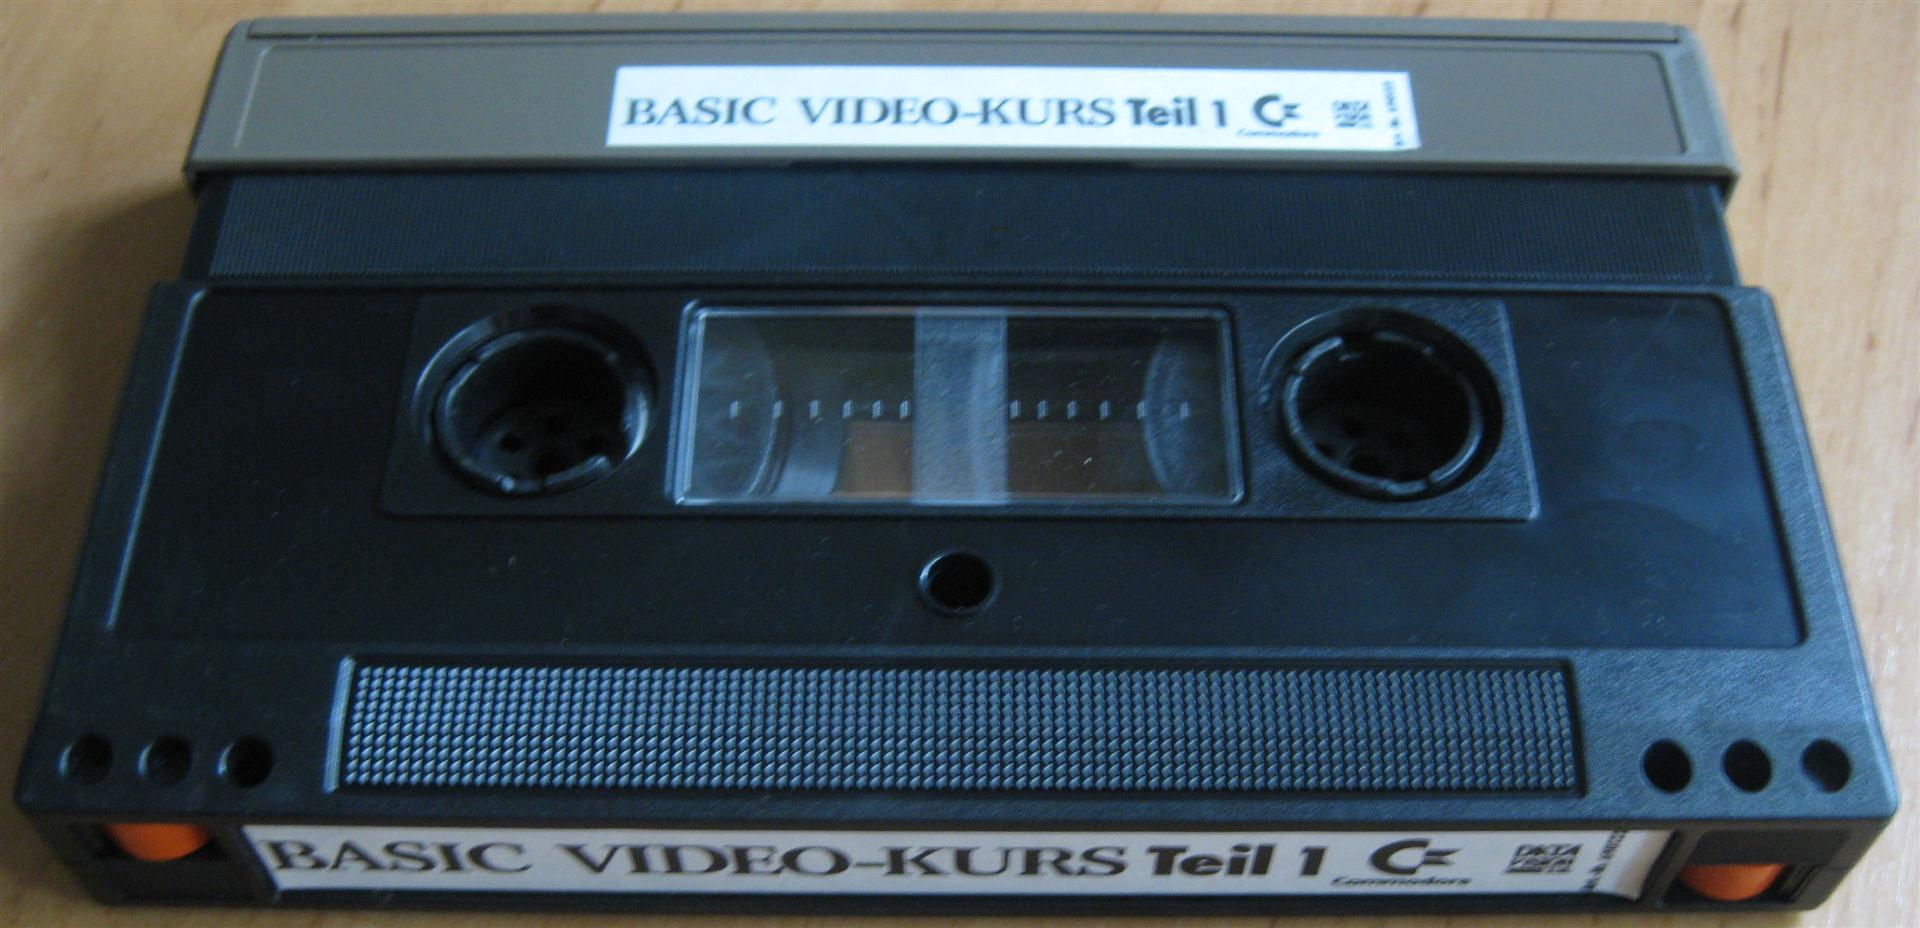 BASIC VIDEO-KURS Teil 1
Commodore
BASIC VIDEO-KURS Teil 1
Commodore